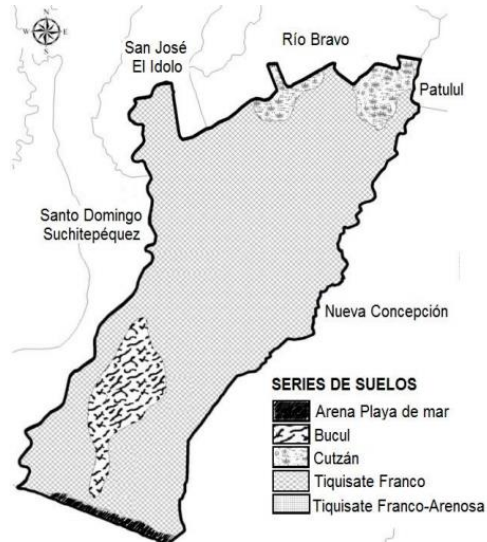 N
W
E
S
San José
El Idolo
Río Bravo
Patulul
Santo Domingo
Suchitepéquez
Nueva Concepción
SERIES DE SUELOS
Arena Playa de mar
Bucul
Cutzán
Tiquisate Franco
Tiquisate Franco-Arenosa